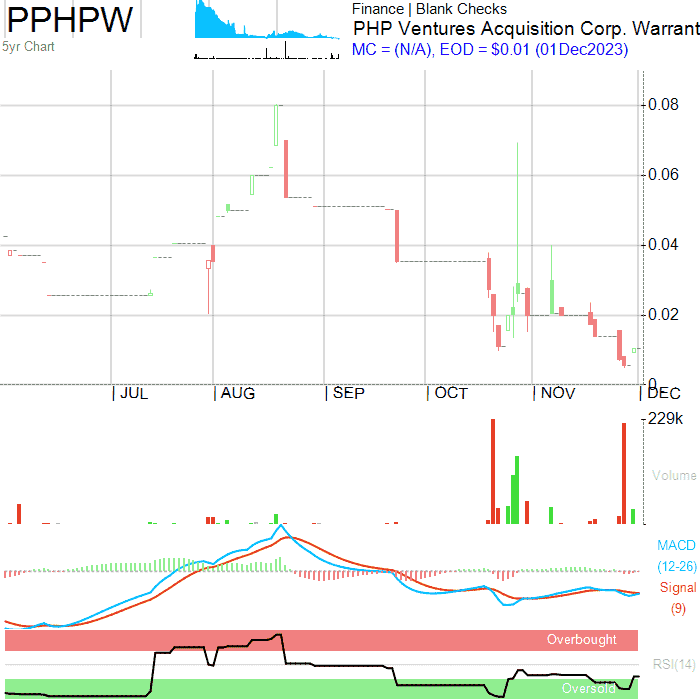 PPHPW
5yr Chart
Finance | Blank Checks
PHP Ventures Acquisition Corp. Warrant
MC = (N/A), EOD = $0.01 (01Dec2023)
0.08
0.06
0.04
0.02
0
JUL AUG SEP OCT NOV DEC
229k
Volume
MACD
(12-26)
Signal
(9)
Overbought
RSI(14)
Oversold